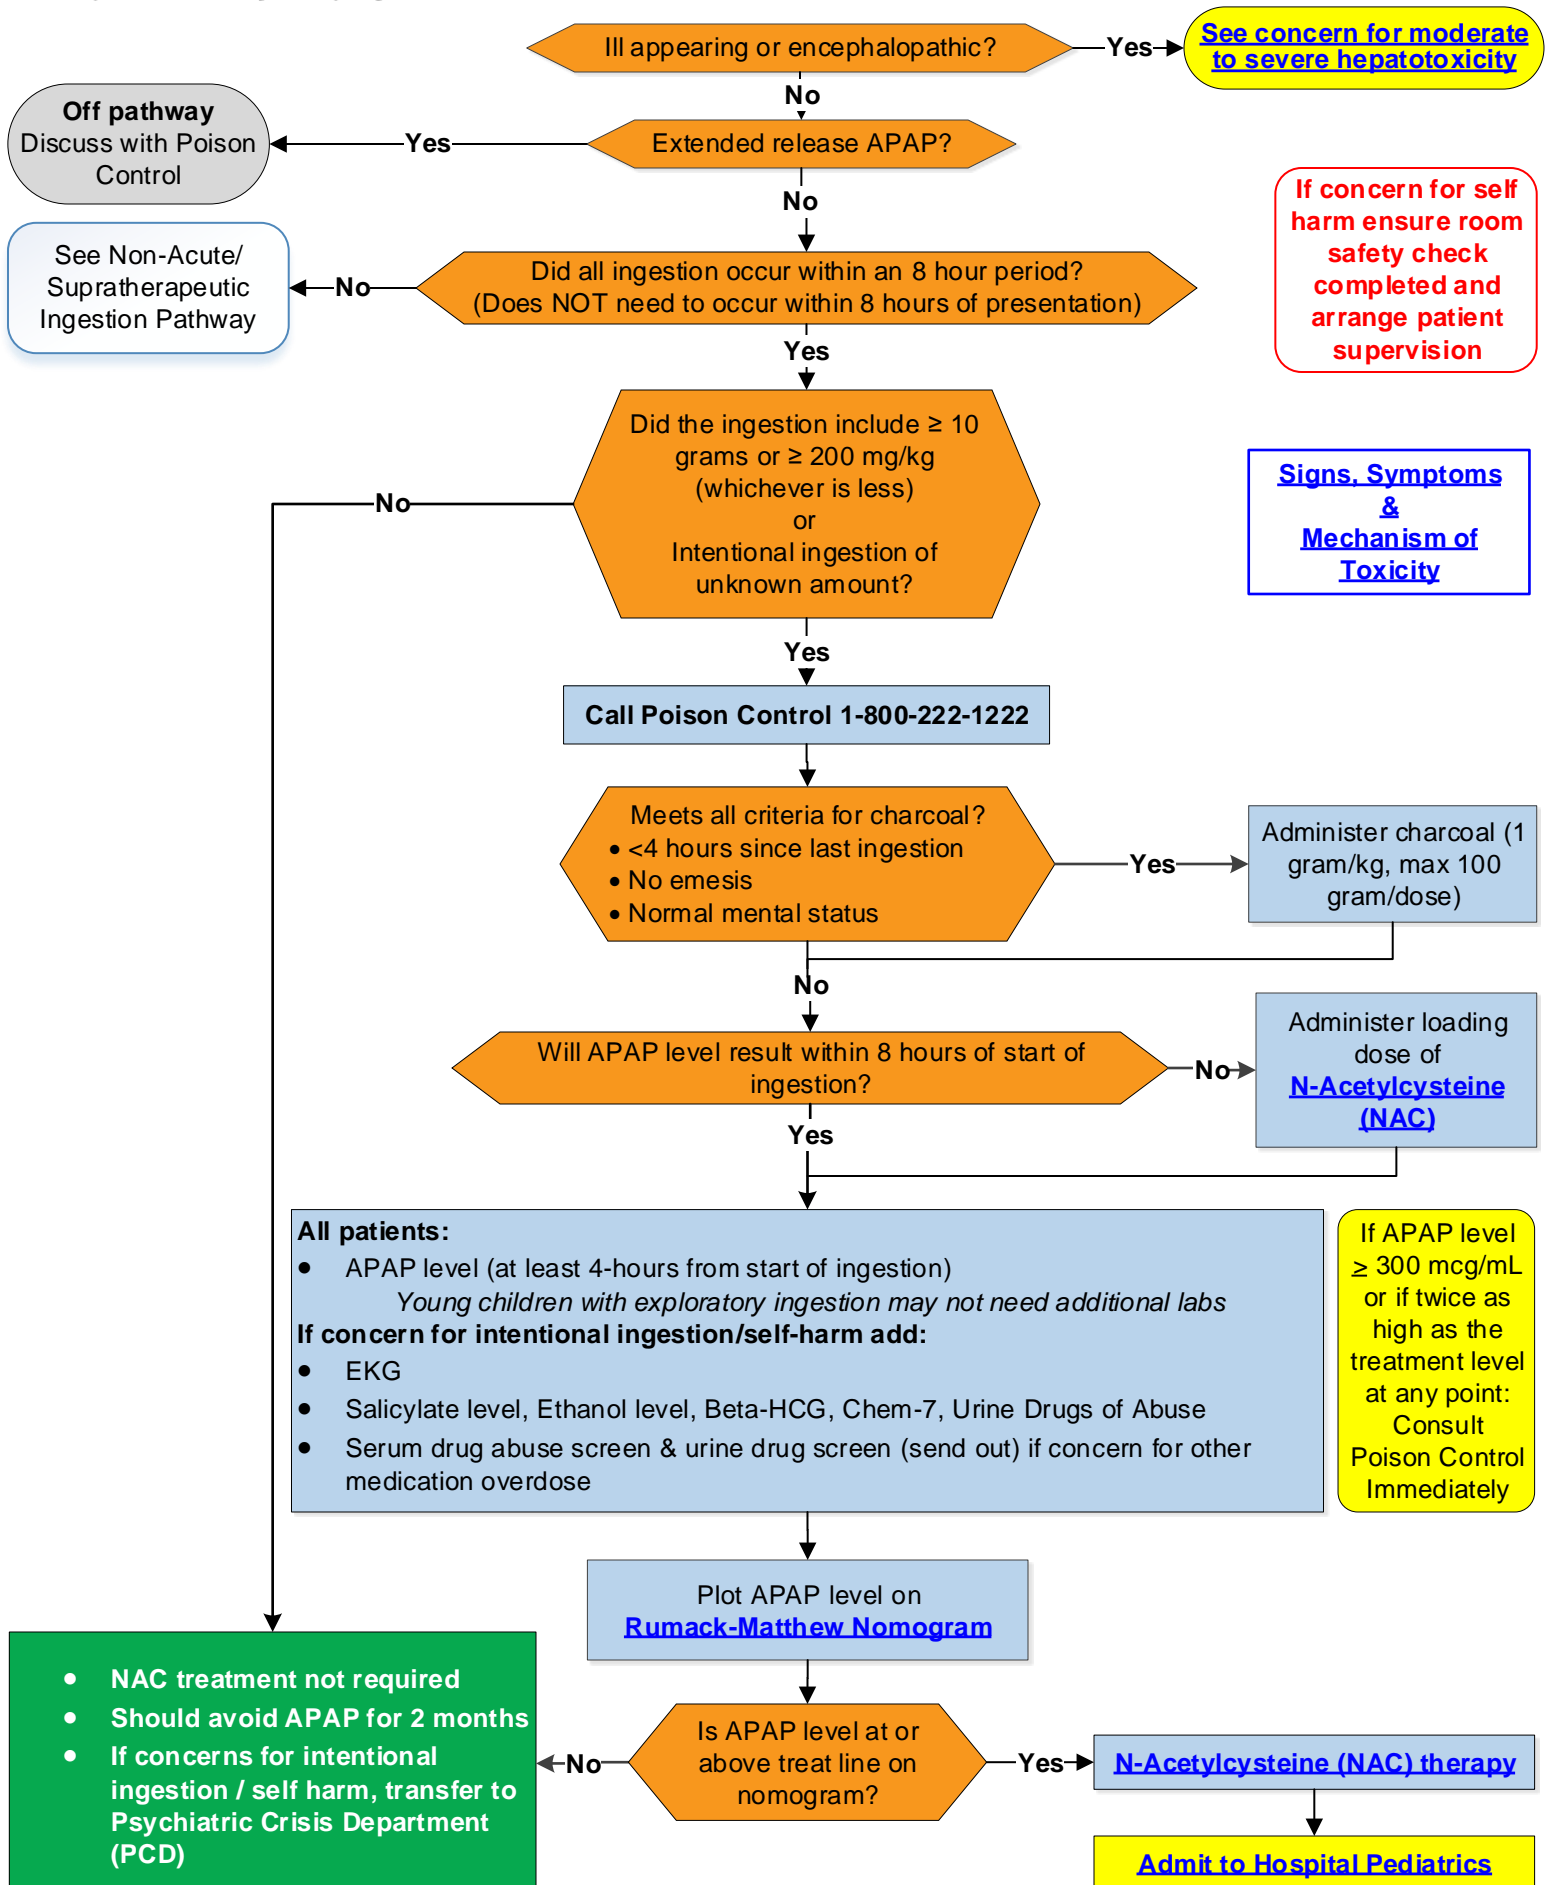 Ill appearing or encephalopathic?
Yes
See concern for moderate
to severe hepatotoxicity
No
Off pathway
Discuss with Poison
Control
Yes
Extended release APAP?
No
If concern for self
harm ensure room
safety check
completed and
arrange patient
supervision
See Non-Acute/
Supratherapeutic
Ingestion Pathway
No
Did all ingestion occur within an 8 hour period?
(Does NOT need to occur within 8 hours of presentation)
Yes
Did the ingestion include ≥ 10
grams or ≥ 200 mg/kg
(whichever is less)
or
Intentional ingestion of
unknown amount?
No
Signs, Symptoms
&
Mechanism of
Toxicity
Yes
Call Poison Control 1-800-222-1222
Meets all criteria for charcoal?
• <4 hours since last ingestion
• No emesis
• Normal mental status
Yes
Administer charcoal (1
gram/kg, max 100
gram/dose)
No
Will APAP level result within 8 hours of start of
ingestion?
No
Administer loading
dose of
N-Acetylcysteine
(NAC)
Yes
All patients:
• APAP level (at least 4-hours from start of ingestion)
Young children with exploratory ingestion may not need additional labs
If concern for intentional ingestion/self-harm add:
• EKG
• Salicylate level, Ethanol level, Beta-HCG, Chem-7, Urine Drugs of Abuse
• Serum drug abuse screen & urine drug screen (send out) if concern for other
medication overdose
If APAP level
≥ 300 mcg/mL
or if twice as
high as the
treatment level
at any point:
Consult
Poison Control
Immediately
Plot APAP level on
Rumack-Matthew Nomogram
• NAC treatment not required
• Should avoid APAP for 2 months
• If concerns for intentional
ingestion / self harm, transfer to
Psychiatric Crisis Department
(PCD)
No
Is APAP level at or
above treat line on
nomogram?
Yes
N-Acetylcysteine (NAC) therapy
Admit to Hospital Pediatrics